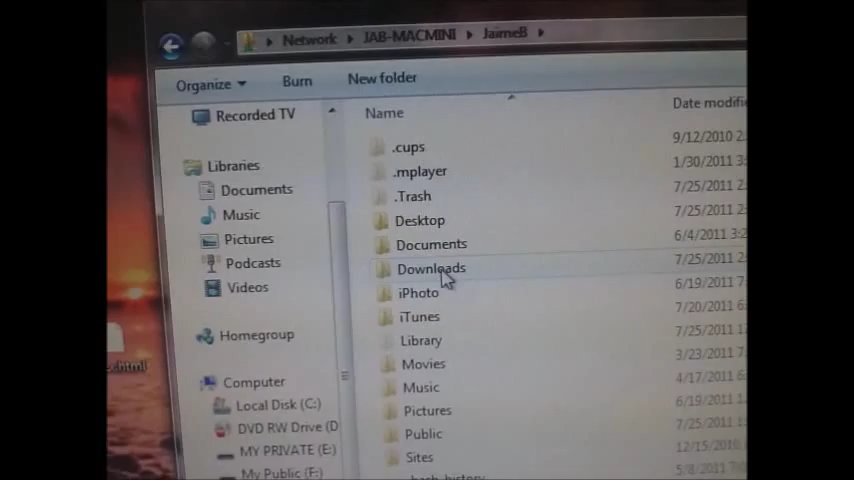 Network ▸ JAB-MACMINI ▸ JaimeB ▸
Organize ▾ Burn New folder
Recorded TV
Libraries
Documents
Music
Pictures
Podcasts
Videos
Homegroup
Computer
Local Disk (C:)
DVD RW Drive (D
MY PRIVATE (E:)
My Public (F:)
Name Date modifi
.cups 9/12/2010 2:
.mplayer 1/30/2011 3:
.Trash 7/25/2011 2:
Desktop 7/25/2011 2:
Documents 6/4/2011 3:2
Downloads 7/25/2011 2:
iPhoto 6/19/2011 7:
iTunes 7/20/2011 6:
Library 7/25/2011 1
Movies 3/23/2011 7:
Music 4/17/2011 6:
Pictures 6/19/2011
Public 7/25/2011 1:
Sites 12/15/2010
5/8/2011
.html